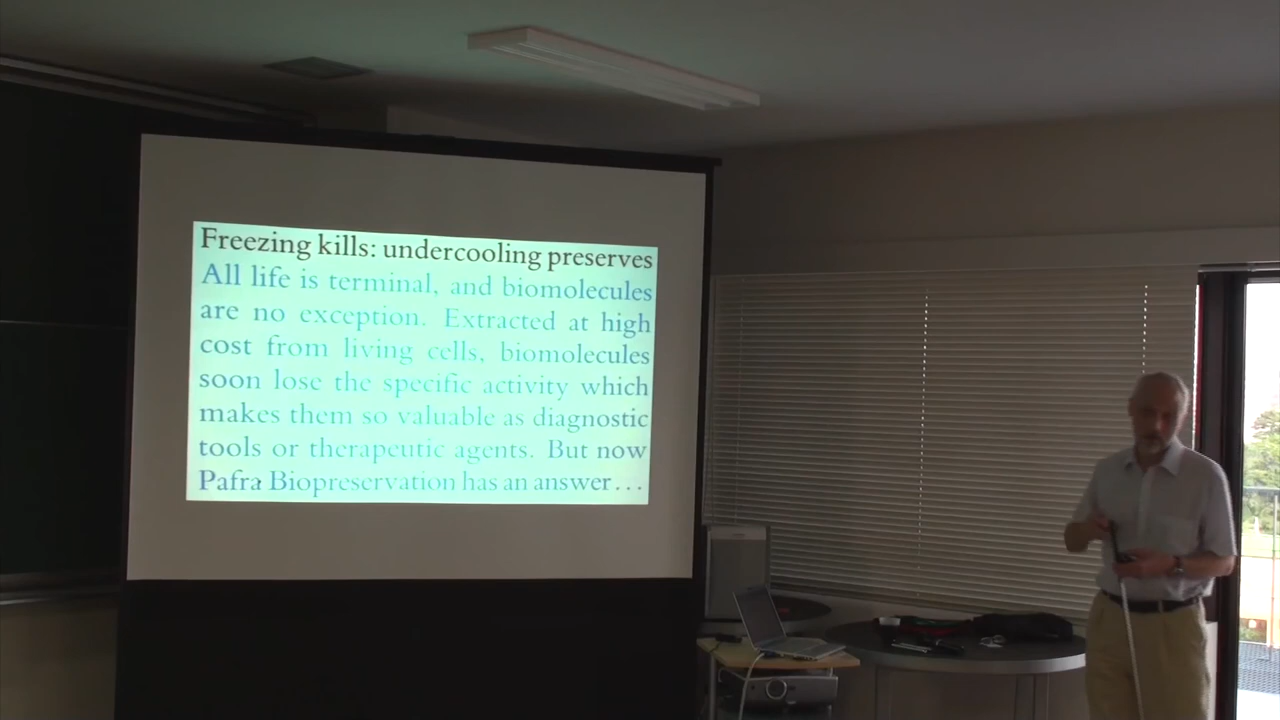 Freezing kills: undercooling preserves
All life is terminal, and biomolecules
are no exception. Extracted at high
cost from living cells, biomolecules
soon lose the specific activity which
makes them so valuable as diagnostic
tools or therapeutic agents. But now
Pafra Biopreservation has an answer...